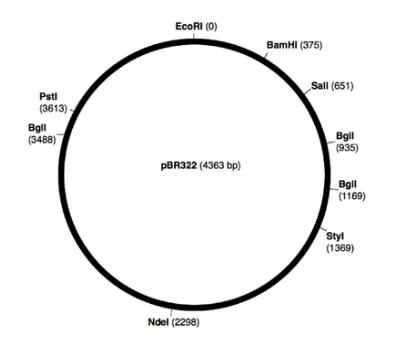 EcoRI (0)
BamHI (375)
SalI (651)
PstI
(3613)
BglI
(3488)
BglI
(935)
pBR322 (4363 bp)
BglI
(1169)
StyI
(1369)
NdeI (2298)